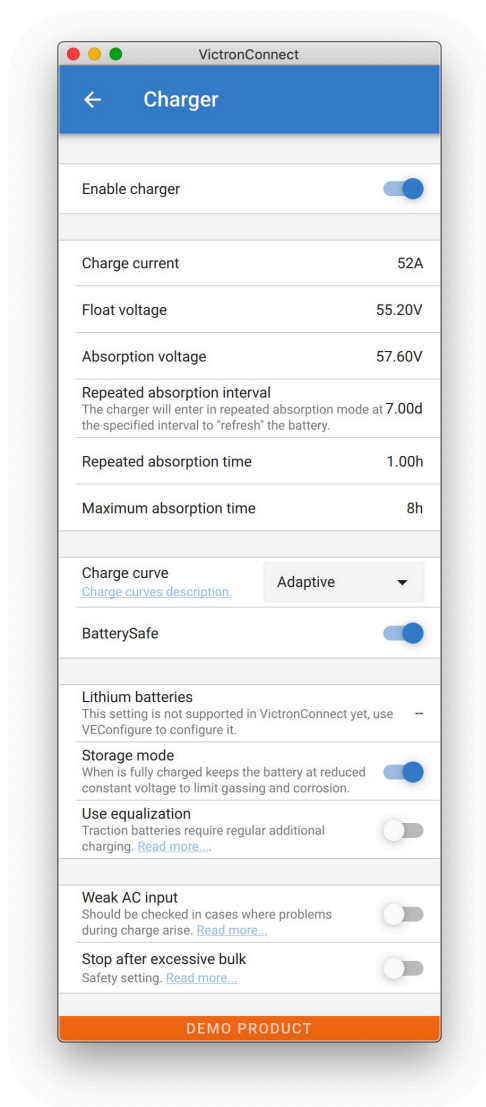 VictronConnect
Charger
Enable charger
Charge current 52A
Float voltage 55.20V
Absorption voltage 57.60V
Repeated absorption interval
The charger will enter in repeated absorption mode at 7.00d
the specified interval to "refresh" the battery.
Repeated absorption time 1.00h
Maximum absorption time 8h
Charge curve
Adaptive
Charge curves description.
BatterySafe
Lithium batteries
This setting is not supported in VictronConnect yet, use --
VEConfigure to configure it.
Storage mode
When is fully charged keeps the battery at reduced
constant voltage to limit gassing and corrosion.
Use equalization
Traction batteries require regular additional
charging. Read more....
Weak AC input
Should be checked in cases where problems
during charge arise. Read more...
Stop after excessive bulk
Safety setting. Read more...
DEMO PRODUCT